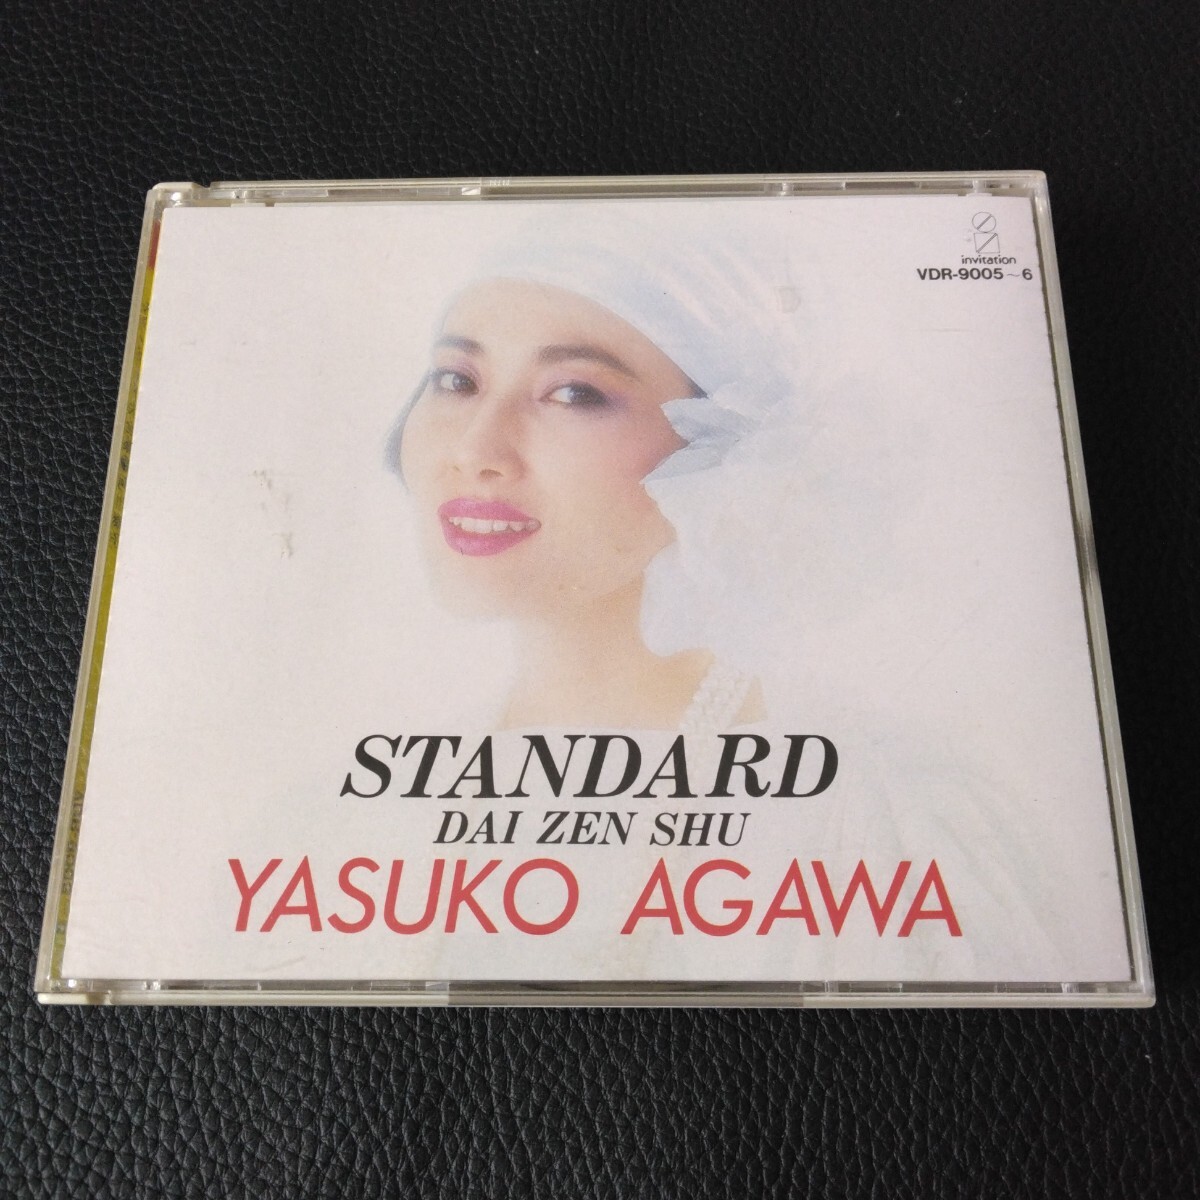 invitation
VDR-9005~6
STANDARD
DAI ZEN SHU
YASUKO AGAWA